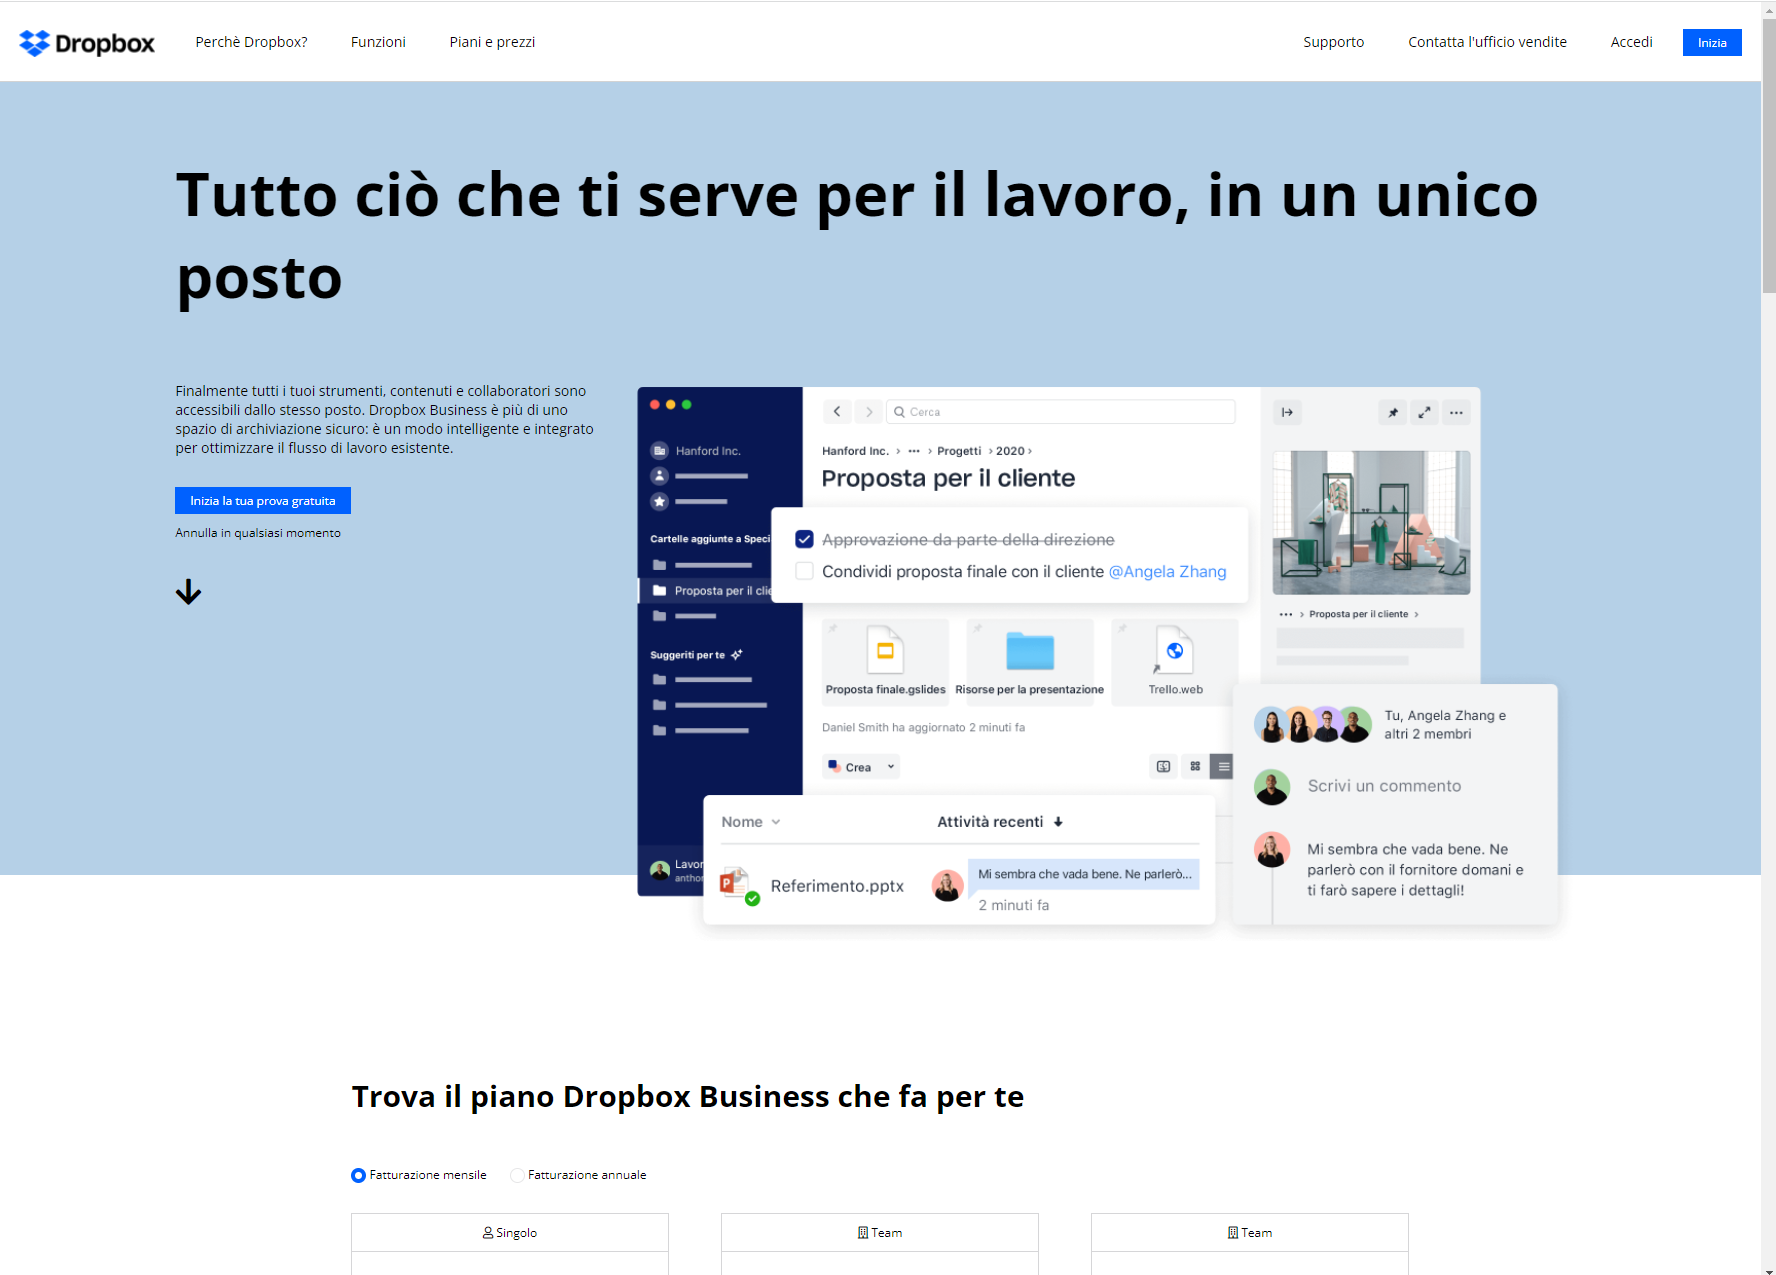 Dropbox
Perchè Dropbox?
Funzioni
Piani e prezzi
Supporto
Contatta l'ufficio vendite
Accedi
Inizia
Tutto ciò che ti serve per il lavoro, in un unico
posto
Finalmente tutti i tuoi strumenti, contenuti e collaboratori sono
accessibili dallo stesso posto. Dropbox Business è più di uno
spazio di archiviazione sicuro: è un modo intelligente e integrato
per ottimizzare il flusso di lavoro esistente.
Inizia la tua prova gratuita
Annulla in qualsiasi momento
Hanford Inc.
Cartelle aggiunte a Speci
Proposta per il clie
Suggeriti per te
Lavor
anthor
Cerca
Hanford Inc. > ••• > Progetti > 2020 >
Proposta per il cliente
Approvazione da parte della direzione
Condividi proposta finale con il cliente @Angela Zhang
Proposta finale.gslides
Risorse per la presentazione
Trello.web
Daniel Smith ha aggiornato 2 minuti fa
Crea
Nome
Attività recenti
Referimento.pptx
Mi sembra che vada bene. Ne parlerò...
2 minuti fa
••• > Proposta per il cliente >
Tu, Angela Zhang e
altri 2 membri
Scrivi un commento
Mi sembra che vada bene. Ne
parlerò con il fornitore domani e
ti farò sapere i dettagli!
Trova il piano Dropbox Business che fa per te
Fatturazione mensile
Fatturazione annuale
Singolo
Team
Team